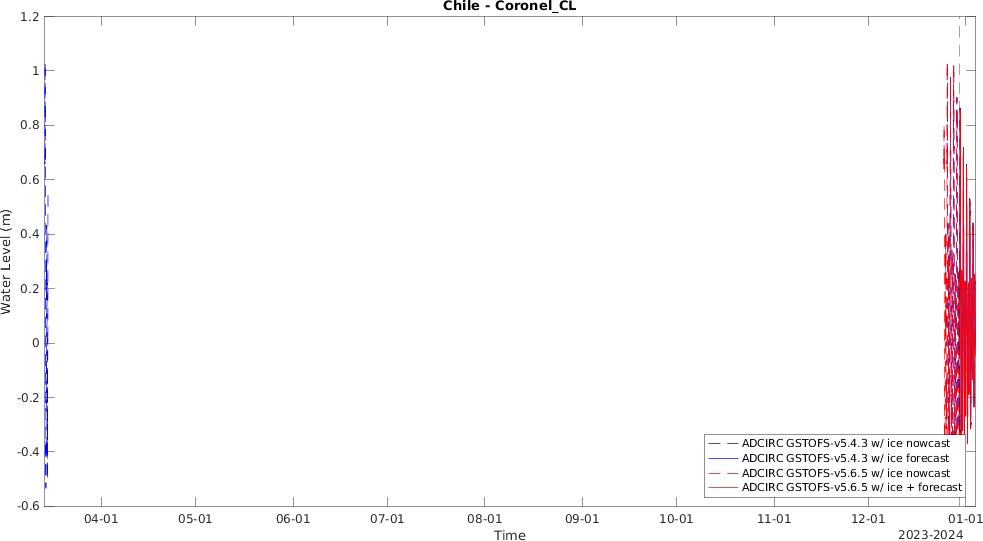 Chile - Coronel_CL
1.2
1
0.8
0.6
0.4
0.2
0
-0.2
-0.4
-0.6
Water Level (m)
ADCIRC GSTOFS-v5.4.3 w/ ice nowcast
ADCIRC GSTOFS-v5.4.3 w/ ice forecast
ADCIRC GSTOFS-v5.6.5 w/ ice nowcast
ADCIRC GSTOFS-v5.6.5 w/ ice + forecast
04-01 05-01 06-01 07-01 08-01 09-01 10-01 11-01 12-01 01-01
Time
2023-2024